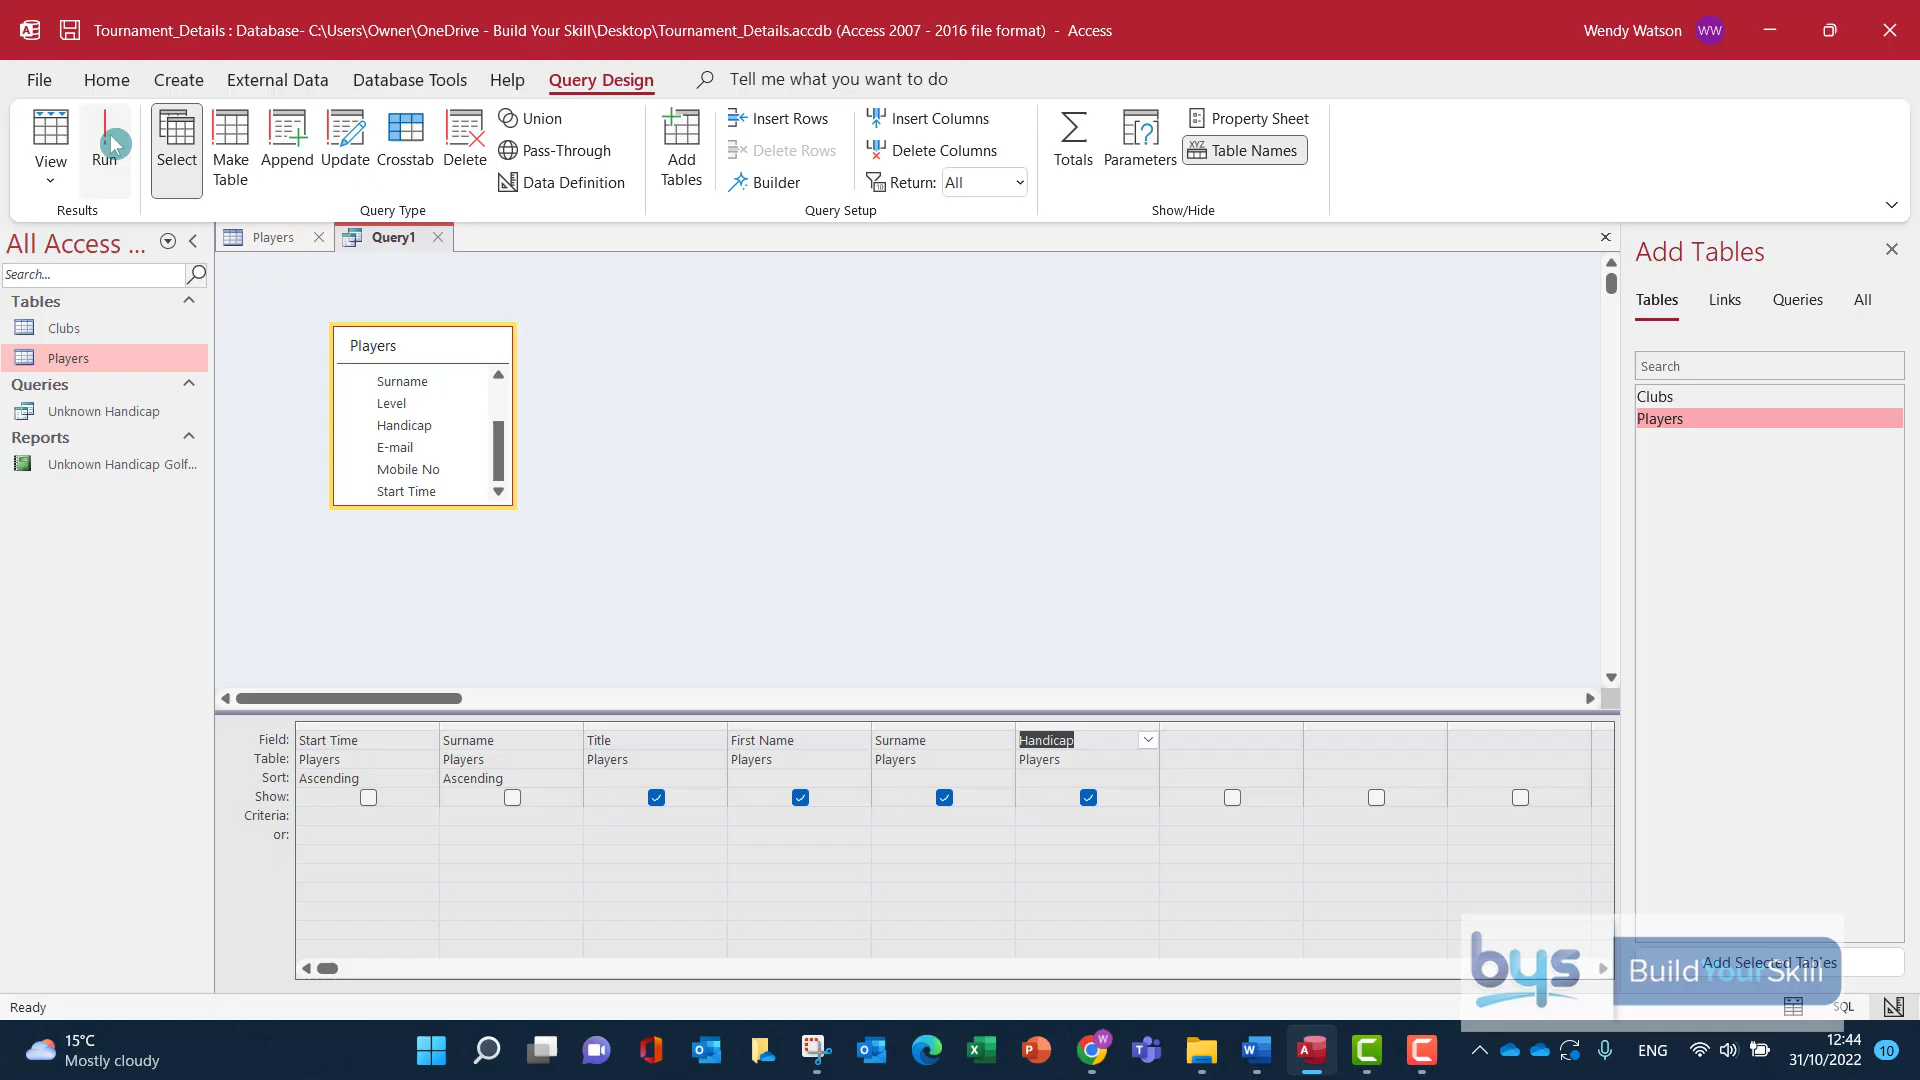 Tournament_Details : Database- C:\Users\Owner\OneDrive - Build Your Skill\Desktop\Tournament_Details.accdb (Access 2007 - 2016 file format) - Access
Wendy Watson WW
File Home Create External Data Database Tools Help Query Design Tell me what you want to do
View
Run
Results
Select
Make Table
Append
Update
Crosstab
Delete
Union
Pass-Through
Data Definition
Query Type
Add Tables
Insert Rows
Delete Rows
Builder
Insert Columns
Delete Columns
Return: All
Query Setup
Totals
Parameters
Property Sheet
XYZ Table Names
Show/Hide
All Access ...
Search...
Tables
Clubs
Players
Queries
Unknown Handicap
Reports
Unknown Handicap Golf...
Players
Query1
Players
Surname
Level
Handicap
E-mail
Mobile No
Start Time
Field: Start Time Surname Title First Name Surname Handicap
Table: Players Players Players Players Players Players
Sort: Ascending Ascending
Show:
Criteria:
or:
Add Tables
Tables Links Queries All
Search
Clubs
Players
Add Selected Tables
bys BuildYourSkill
Ready
SQL
15°C
Mostly cloudy
ENG
12:44
31/10/2022
10